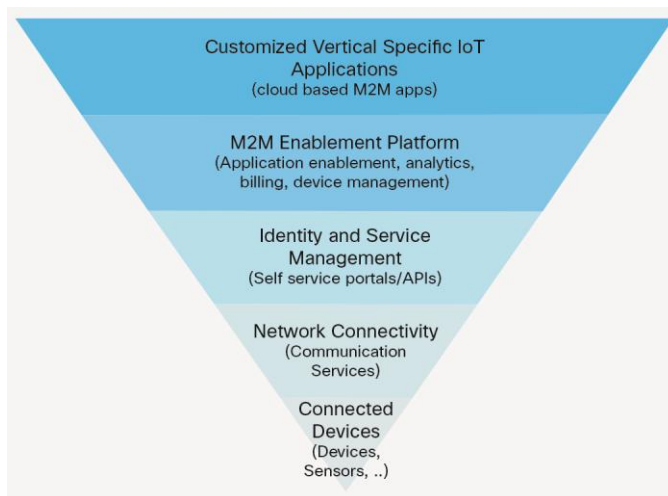 Customized Vertical Specific IoT
Applications
(cloud based M2M apps)
M2M Enablement Platform
(Application enablement, analytics,
billing, device management)
Identity and Service
Management
(Self service portals/APIs)
Network Connectivity
(Communication
Services)
Connected
Devices
(Devices,
Sensors, ..)